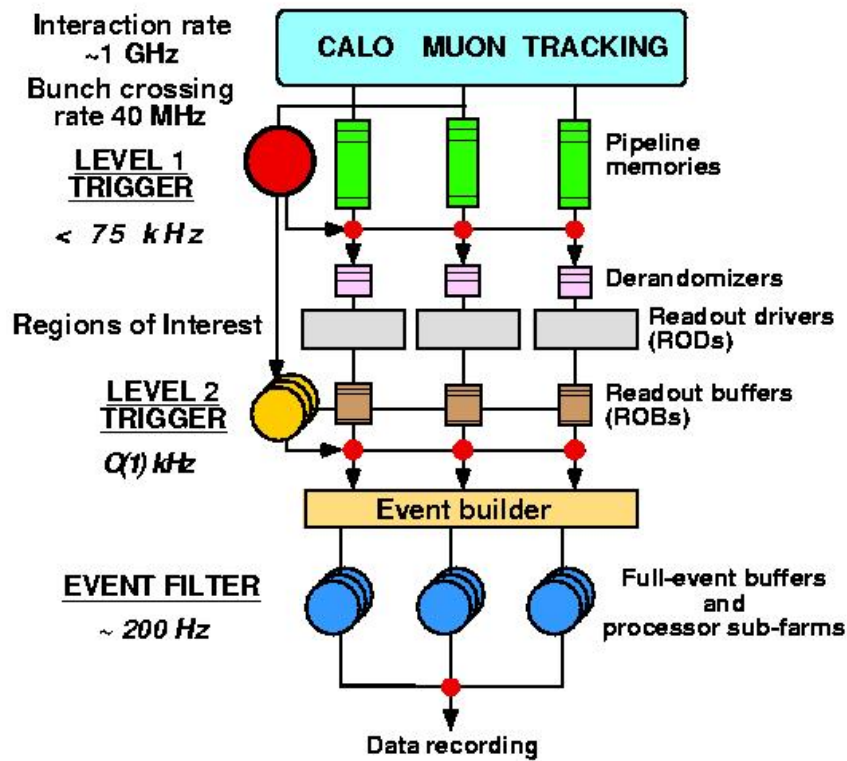 Interaction rate
~1 GHz
CALO MUON TRACKING
Bunch crossing
rate 40 MHz
LEVEL 1
TRIGGER
< 75 kHz
Pipeline
memories
Derandomizers
Regions of Interest
Readout drivers
(RODs)
LEVEL 2
TRIGGER
O(1) kHz
Readout buffers
(ROBs)
Event builder
EVENT FILTER
~ 200 Hz
Full-event buffers
and
processor sub-farms
Data recording